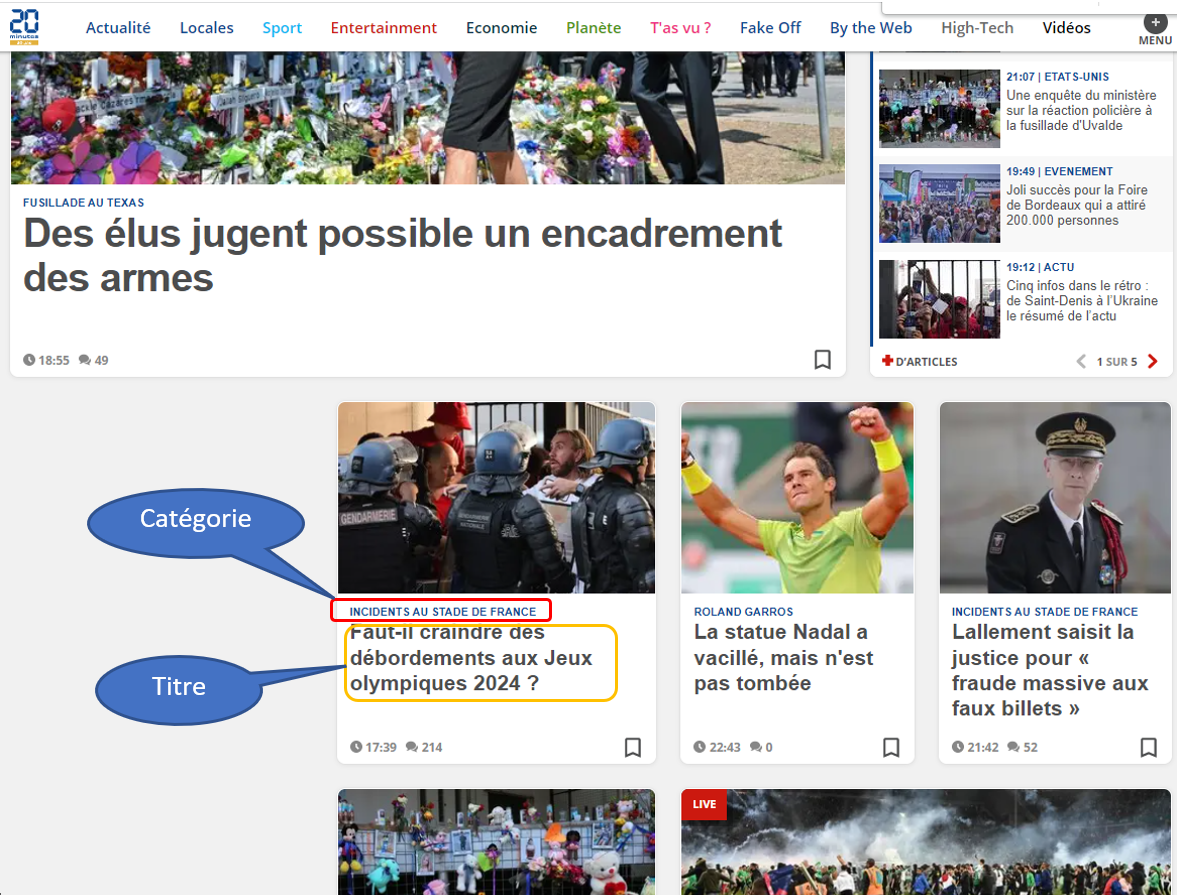 20
minutes
Actualité Locales Sport Entertainment Economie Planète T'as vu ? Fake Off By the Web High-Tech Vidéos
MENU
FUSILLADE AU TEXAS
Des élus jugent possible un encadrement
des armes
18:55 49
21:07 | ETATS-UNIS
Une enquête du ministère
sur la réaction policière à
la fusillade d'Uvalde
19:49 | EVENEMENT
Joli succès pour la Foire
de Bordeaux qui a attiré
200.000 personnes
19:12 | ACTU
Cinq infos dans le rétro :
de Saint-Denis à l'Ukraine
le résumé de l'actu
D'ARTICLES 1 SUR 5
Catégorie
Titre
GENDARMERIE
GENDARMERIE
NATIONALE
INCIDENTS AU STADE DE FRANCE
Faut-il craindre des
débordements aux Jeux
olympiques 2024 ?
17:39 214
ROLAND GARROS
La statue Nadal a
vacillé, mais n'est
pas tombée
22:43 0
INCIDENTS AU STADE DE FRANCE
Lallement saisit la
justice pour «
fraude massive aux
faux billets »
21:42 52
LIVE